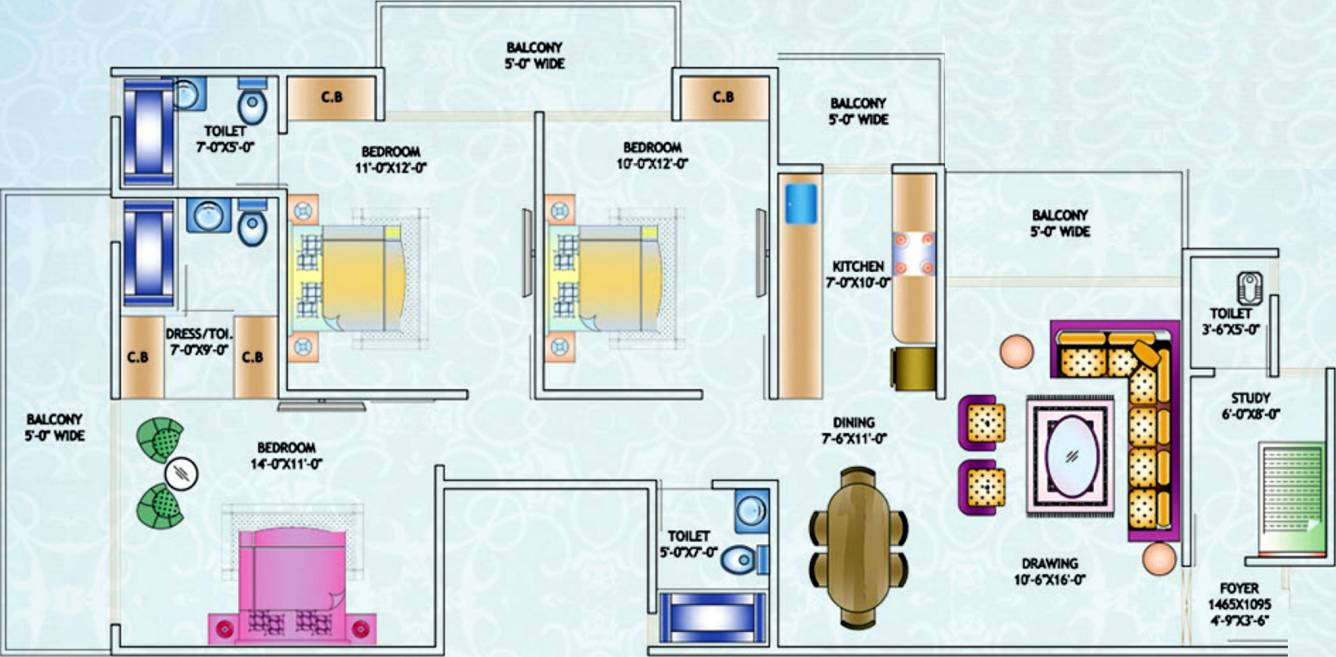 BALCONY
5'-0" WIDE
C.B
C.B
BALCONY
5'-0" WIDE
TOILET
7'-0"X5'-0"
BEDROOM
11'-0"X12'-0"
BEDROOM
10'-0"X12'-0"
BALCONY
5'-0" WIDE
KITCHEN
7'-0"X10'-0"
TOILET
3'-6"X5'-0"
DRESS/TOI.
7'-0"X9'-0"
C.B
C.B
STUDY
6'-0"X8'-0"
BALCONY
5'-0" WIDE
DINING
7'-6"X11'-0"
BEDROOM
14'-0"X11'-0"
TOILET
5'-0"X7'-0"
DRAWING
10'-6"X16'-0"
FOYER
1465X1095
4'-9"X3'-6"